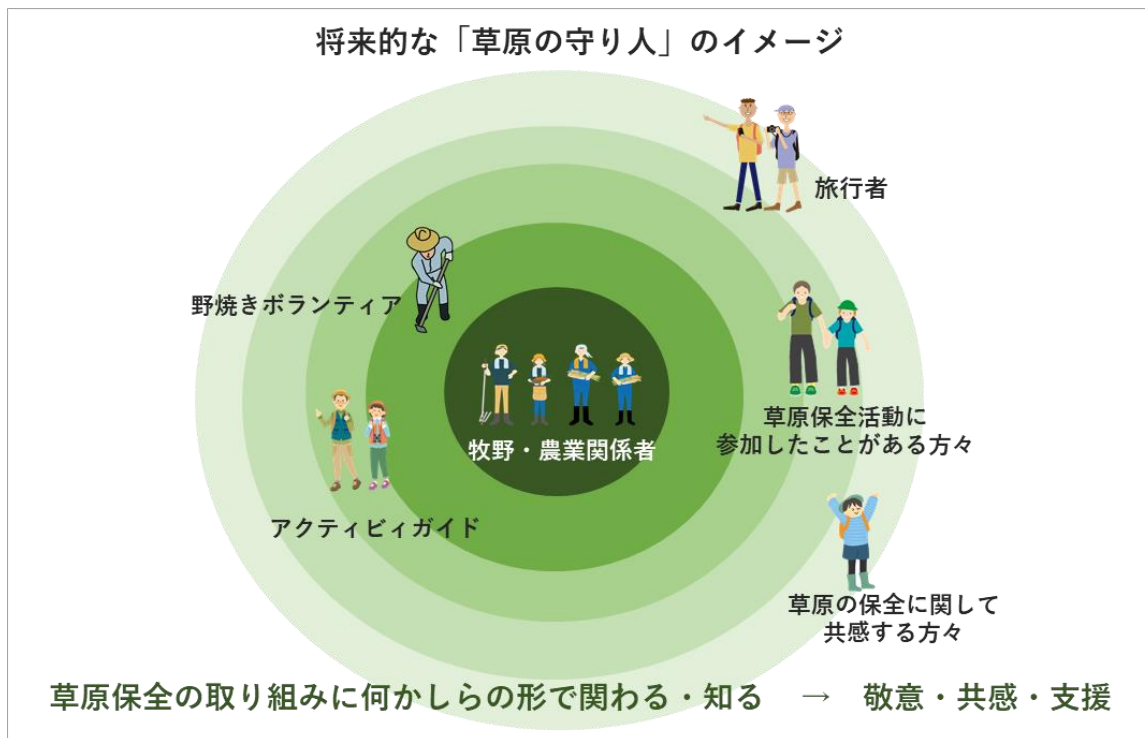 将来的な「草原の守り人」のイメージ
旅行者
野焼きボランティア
牧野・農業関係者
草原保全活動に
参加したことがある方々
アクティビィガイド
草原の保全に関して
共感する方々
草原保全の取り組みに何かしらの形で関わる・知る　→　敬意・共感・支援